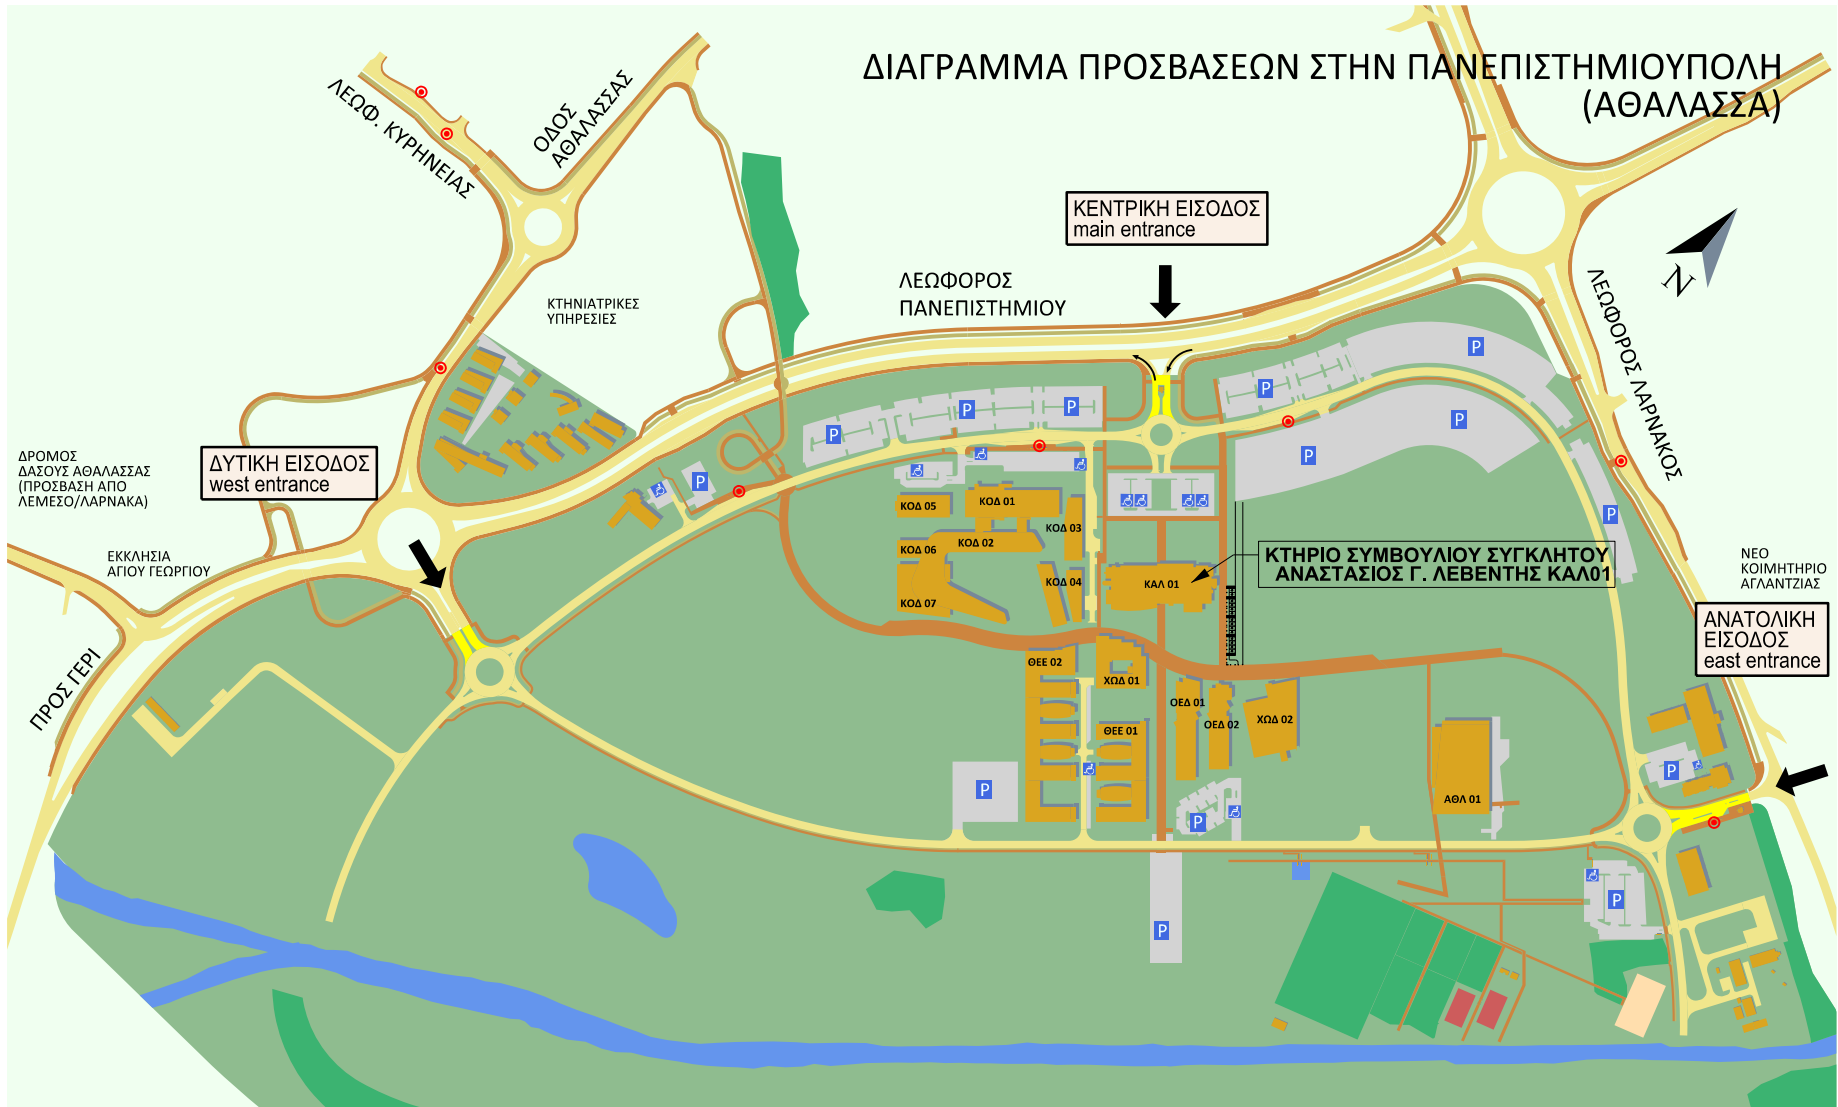 ΔΙΑΓΡΑΜΜΑ ΠΡΟΣΒΑΣΕΩΝ ΣΤΗΝ ΠΑΝΕΠΙΣΤΗΜΙΟΥΠΟΛΗ
(ΑΘΑΛΑΣΣΑ)
ΛΕΩΦ. ΚΥΡΗΝΕΙΑΣ
ΟΔΟΣ
ΑΘΑΛΑΣΣΑΣ
ΚΕΝΤΡΙΚΗ ΕΙΣΟΔΟΣ
main entrance
ΛΕΩΦΟΡΟΣ
ΠΑΝΕΠΙΣΤΗΜΙΟΥ
N
ΛΕΩΦΟΡΟΣ ΛΑΡΝΑΚΟΣ
ΚΤΗΝΙΑΤΡΙΚΕΣ
ΥΠΗΡΕΣΙΕΣ
ΔΥΤΙΚΗ ΕΙΣΟΔΟΣ
west entrance
ΔΡΟΜΟΣ
ΔΑΣΟΥΣ ΑΘΑΛΑΣΣΑΣ
(ΠΡΟΣΒΑΣΗ ΑΠΟ
ΛΕΜΕΣΟ/ΛΑΡΝΑΚΑ)
ΕΚΚΛΗΣΙΑ
ΑΓΙΟΥ ΓΕΩΡΓΙΟΥ
ΠΡΟΣ ΓΕΡΙ
P
P
P
P
P
P
P
P
P
ΚΟΔ 05
ΚΟΔ 01
ΚΟΔ 03
ΚΟΔ 06
ΚΟΔ 02
ΚΟΔ 04
ΚΟΔ 07
ΚΑΛ 01
ΚΤΗΡΙΟ ΣΥΜΒΟΥΛΙΟΥ ΣΥΓΚΛΗΤΟΥ
ΑΝΑΣΤΑΣΙΟΣ Γ. ΛΕΒΕΝΤΗΣ ΚΑΛ01
ΝΕΟ
ΚΟΙΜΗΤΗΡΙΟ
ΑΓΛΑΝΤΖΙΑΣ
ΑΝΑΤΟΛΙΚΗ
ΕΙΣΟΔΟΣ
east entrance
ΘΕΕ 02
ΧΩΔ 01
ΟΕΔ 01
ΟΕΔ 02
ΧΩΔ 02
ΘΕΕ 01
ΑΘΛ 01
P
P
P
P
P